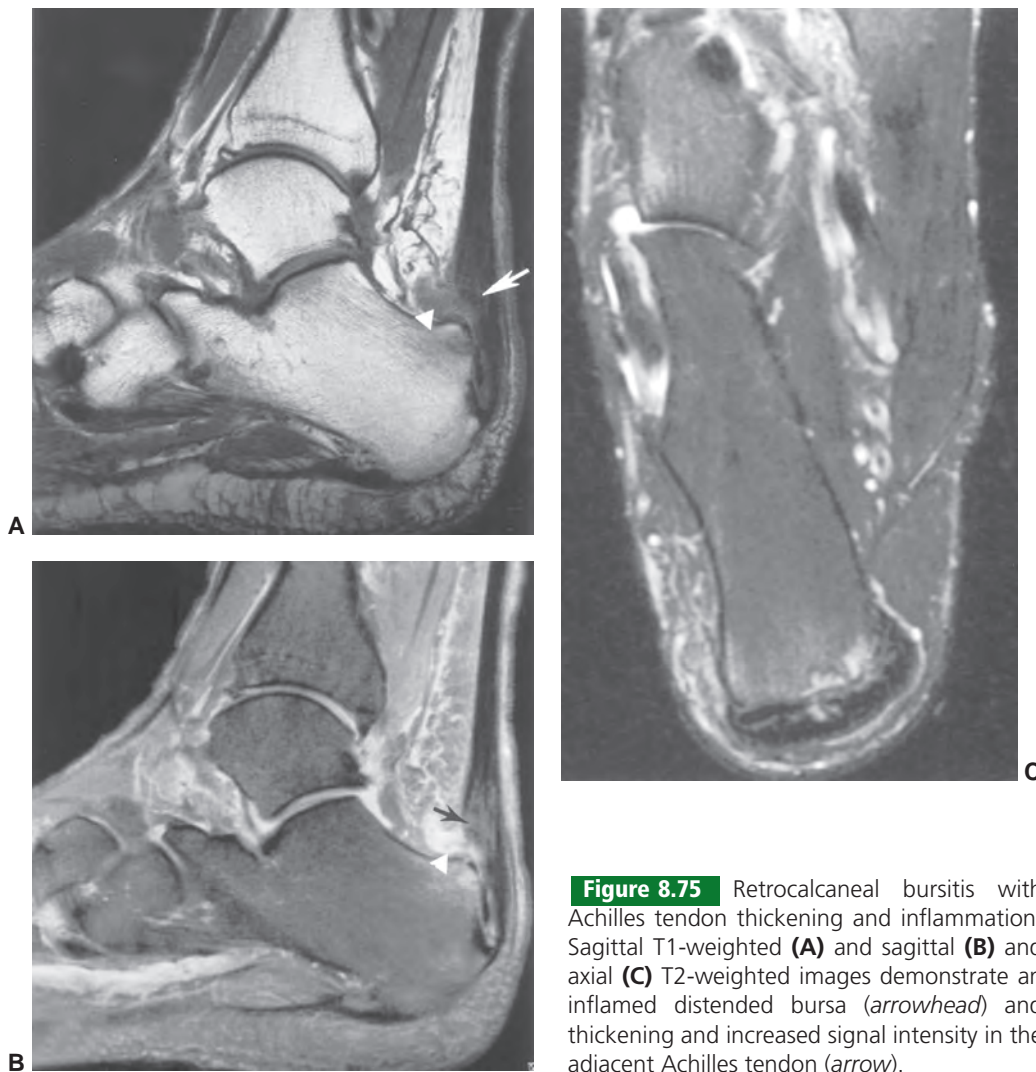 A
B
C
Figure 8.75 Retrocalcaneal bursitis with
Achilles tendon thickening and inflammation
Sagittal T1-weighted (A) and sagittal (B) and
axial (C) T2-weighted images demonstrate an
inflamed distended bursa (arrowhead) and
thickening and increased signal intensity in the
adjacent Achilles tendon (arrow).